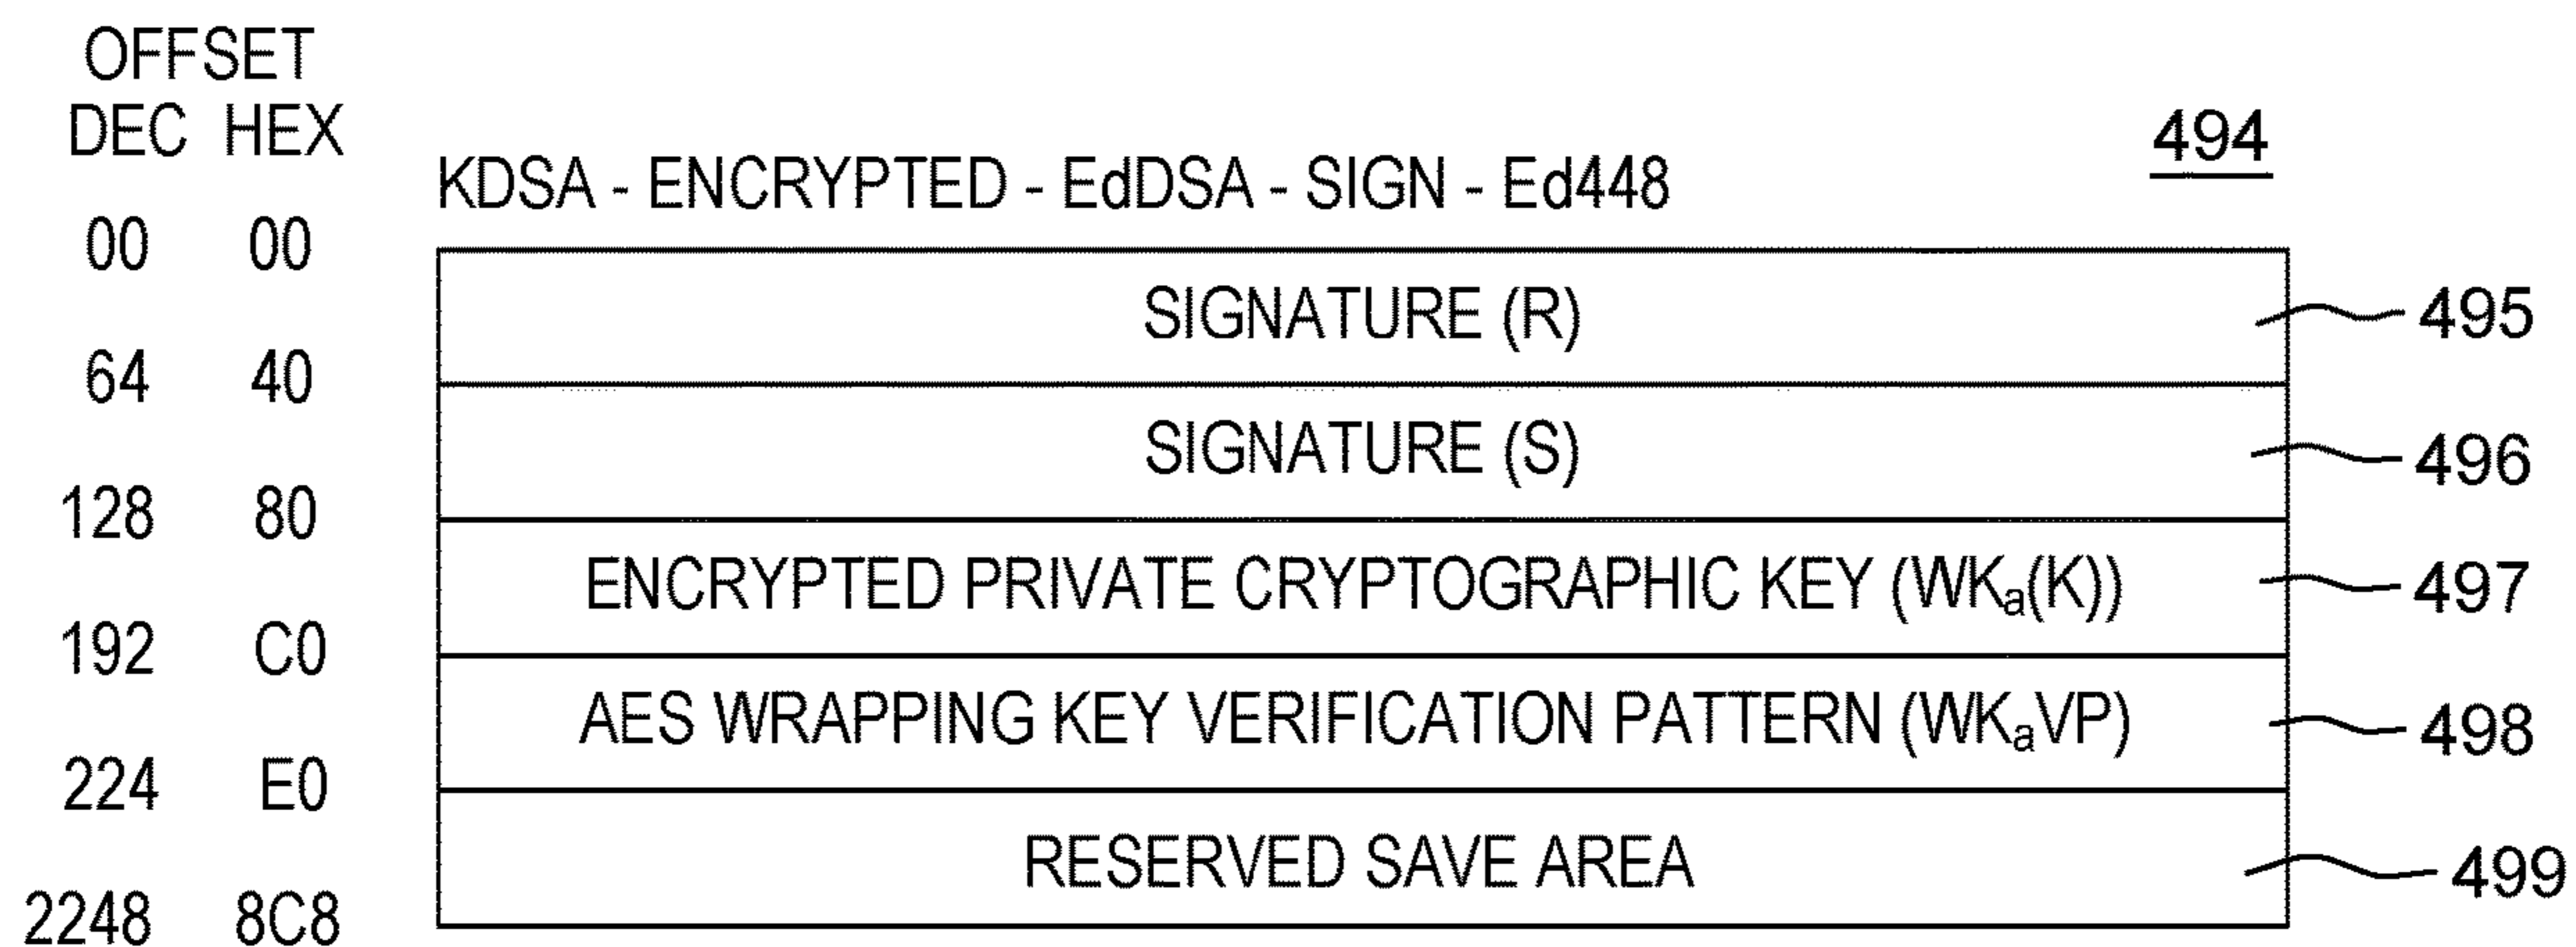 OFFSET
DEC HEX
494
KDSA - ENCRYPTED - EdDSA - SIGN - Ed448
00 00
SIGNATURE (R) 495
64 40
SIGNATURE (S) 496
128 80
ENCRYPTED PRIVATE CRYPTOGRAPHIC KEY (WKa(K)) 497
192 C0
AES WRAPPING KEY VERIFICATION PATTERN (WKaVP) 498
224 E0
RESERVED SAVE AREA 499
2248 8C8